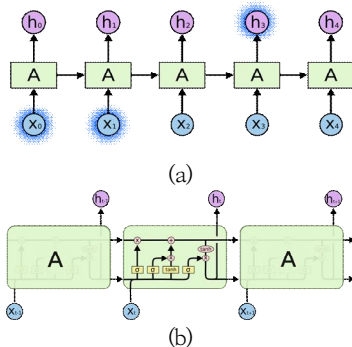 h₀ h₁ h₂ h₃ h₄
A A A A A
x₀ x₁ x₂ x₃ x₄
(a)
hₜ₋₁ hₜ hₜ₊₁
A A
tanh
σ σ tanh σ
xₜ₋₁ xₜ xₜ₊₁
(b)